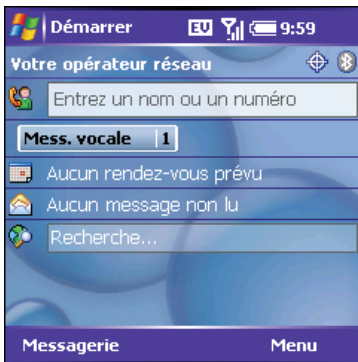 Démarrer EV 9:59
Votre opérateur réseau
Entrez un nom ou un numéro
Mess. vocale 1
Aucun rendez-vous prévu
Aucun message non lu
Recherche...
Messagerie Menu